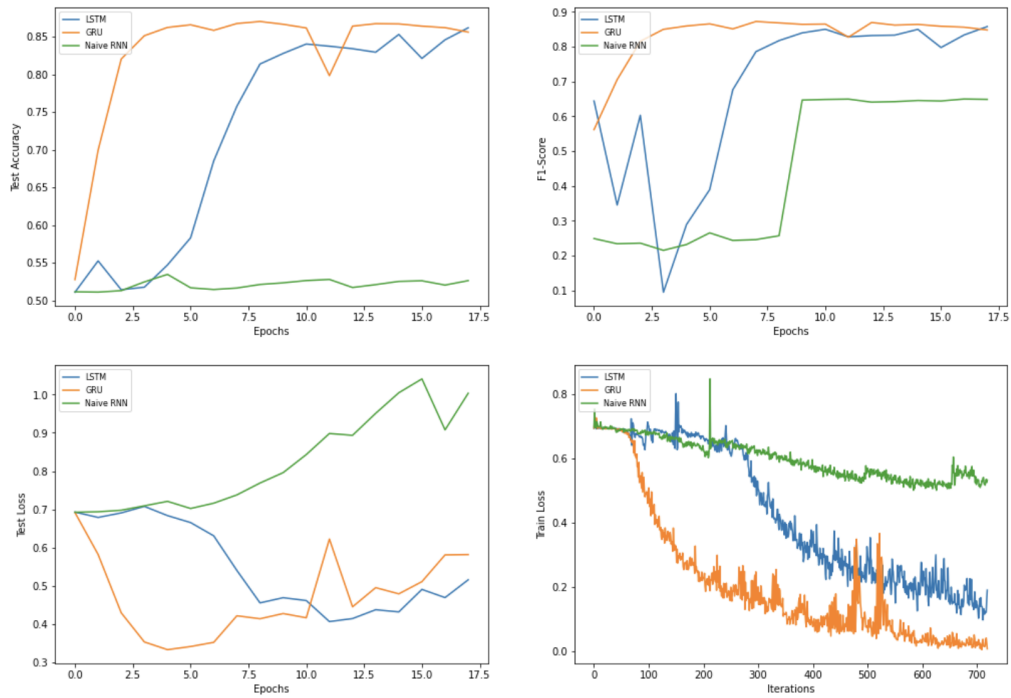 LSTM
GRU
Naive RNN
0.85
0.80
0.75
0.70
0.65
0.60
0.55
0.50
Test Accuracy
0.0 2.5 5.0 7.5 10.0 12.5 15.0 17.5
Epochs
LSTM
GRU
Naive RNN
0.9
0.8
0.7
0.6
0.5
0.4
0.3
0.2
0.1
F1-Score
0.0 2.5 5.0 7.5 10.0 12.5 15.0 17.5
Epochs
LSTM
GRU
Naive RNN
1.0
0.9
0.8
0.7
0.6
0.5
0.4
0.3
Test Loss
0.0 2.5 5.0 7.5 10.0 12.5 15.0 17.5
Epochs
LSTM
GRU
Naive RNN
0.8
0.6
0.4
0.2
0.0
Train Loss
0 100 200 300 400 500 600 700
Iterations